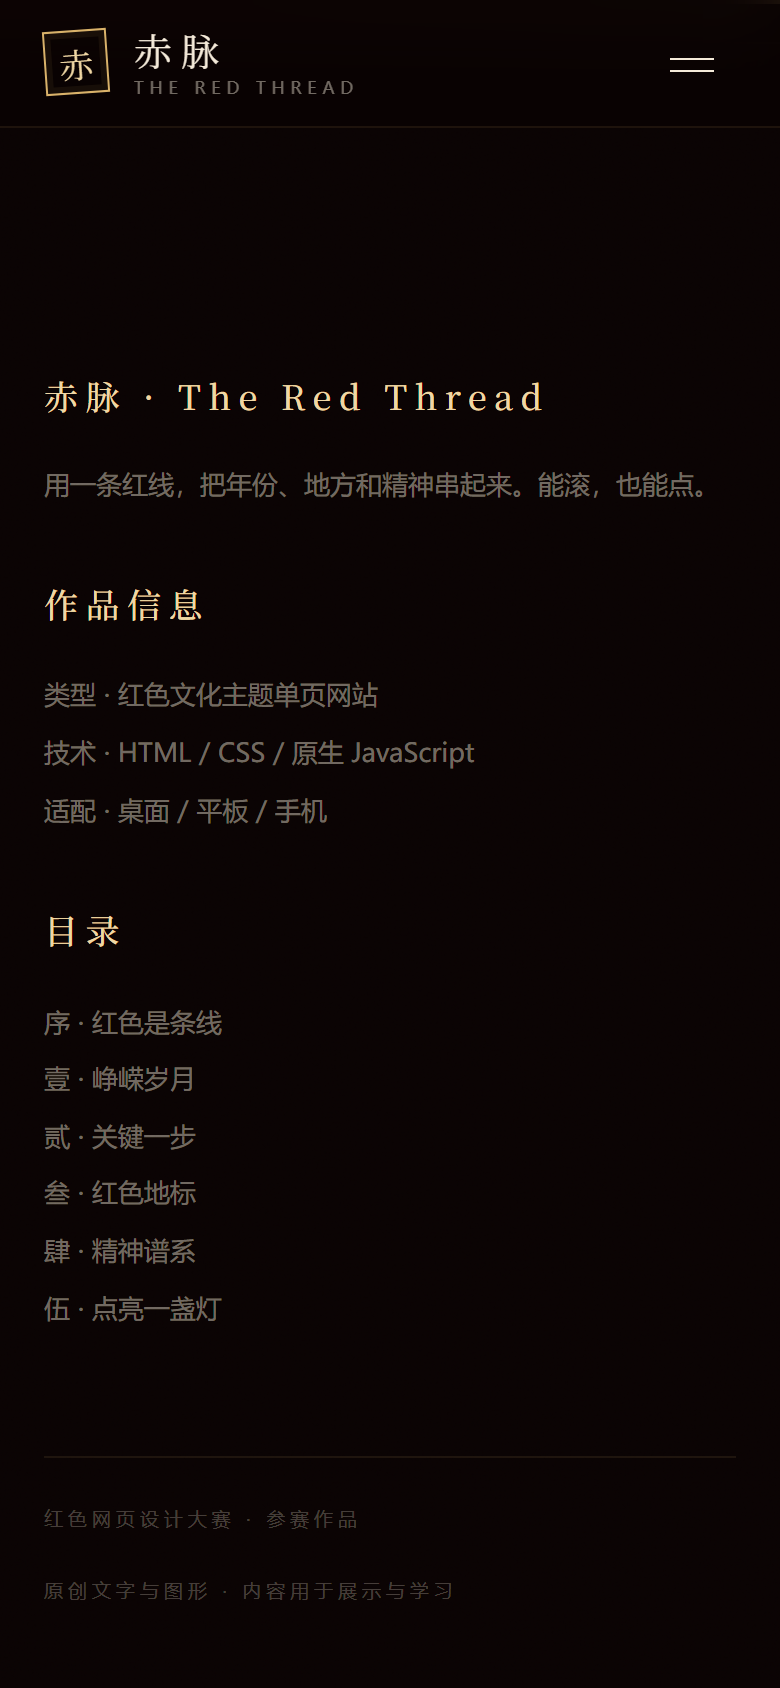 赤
赤脉
THE RED THREAD
赤脉 · The Red Thread
用一条红线，把年份、地方和精神串起来。能滚，也能点。
作品信息
类型 · 红色文化主题单页网站
技术 · HTML / CSS / 原生 JavaScript
适配 · 桌面 / 平板 / 手机
目录
序 · 红色是条线
壹 · 峥嵘岁月
贰 · 关键一步
叁 · 红色地标
肆 · 精神谱系
伍 · 点亮一盏灯
红色网页设计大赛 · 参赛作品
原创文字与图形 · 内容用于展示与学习